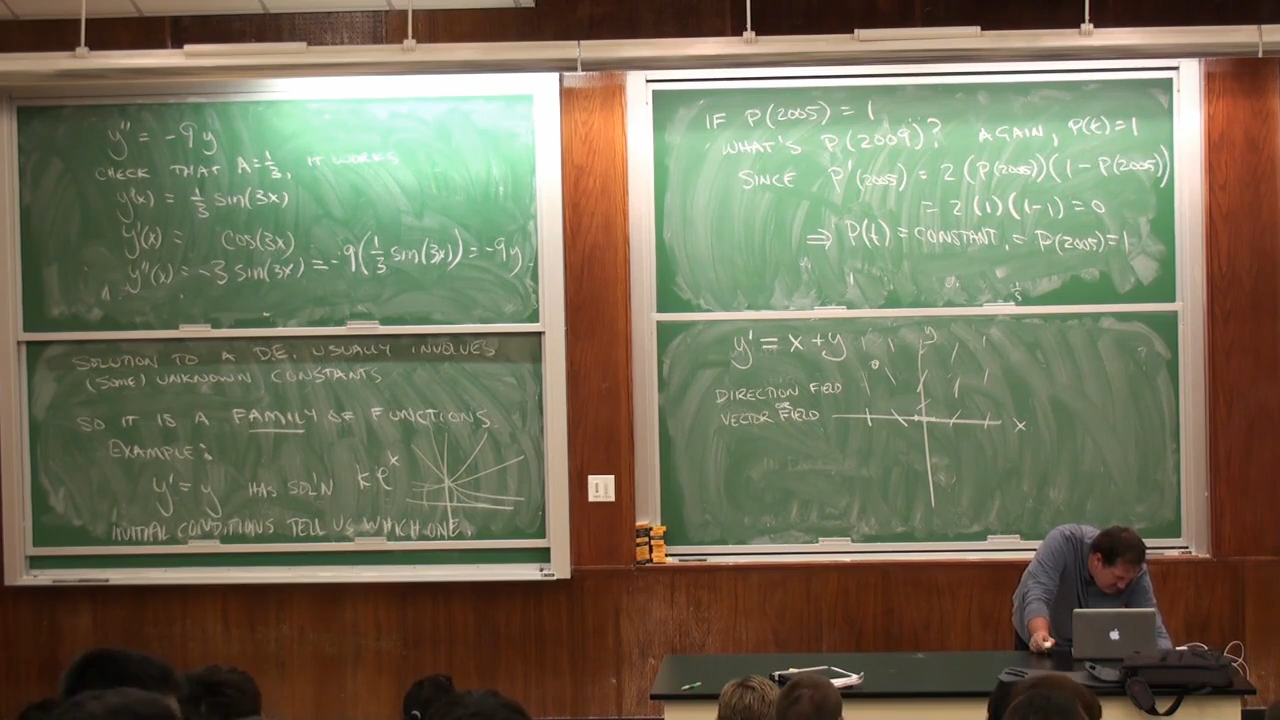 y'' = -9y
CHECK THAT A=1/3, IT WORKS
y(x) = 1/3 sin(3x)
y'(x) = cos(3x)
y''(x) = -3 sin(3x) = -9(1/3 sin(3x)) = -9y
SOLUTION TO A D.E. USUALLY INVOLVES
(SOME) UNKNOWN CONSTANTS
SO IT IS A FAMILY OF FUNCTIONS.
EXAMPLE:
y' = y HAS SOL'N ke^x
INITIAL CONDITIONS TELL US WHICH ONE.
IF P(2005) = 1
WHAT'S P(2009)? AGAIN, P(t)=1
SINCE P'(2005) = 2(P(2005))(1-P(2005))
= 2(1)(1-1) = 0
⇒ P(t) = CONSTANT, = P(2005)=1
y' = x+y
y
DIRECTION FIELD
OR
VECTOR FIELD
x